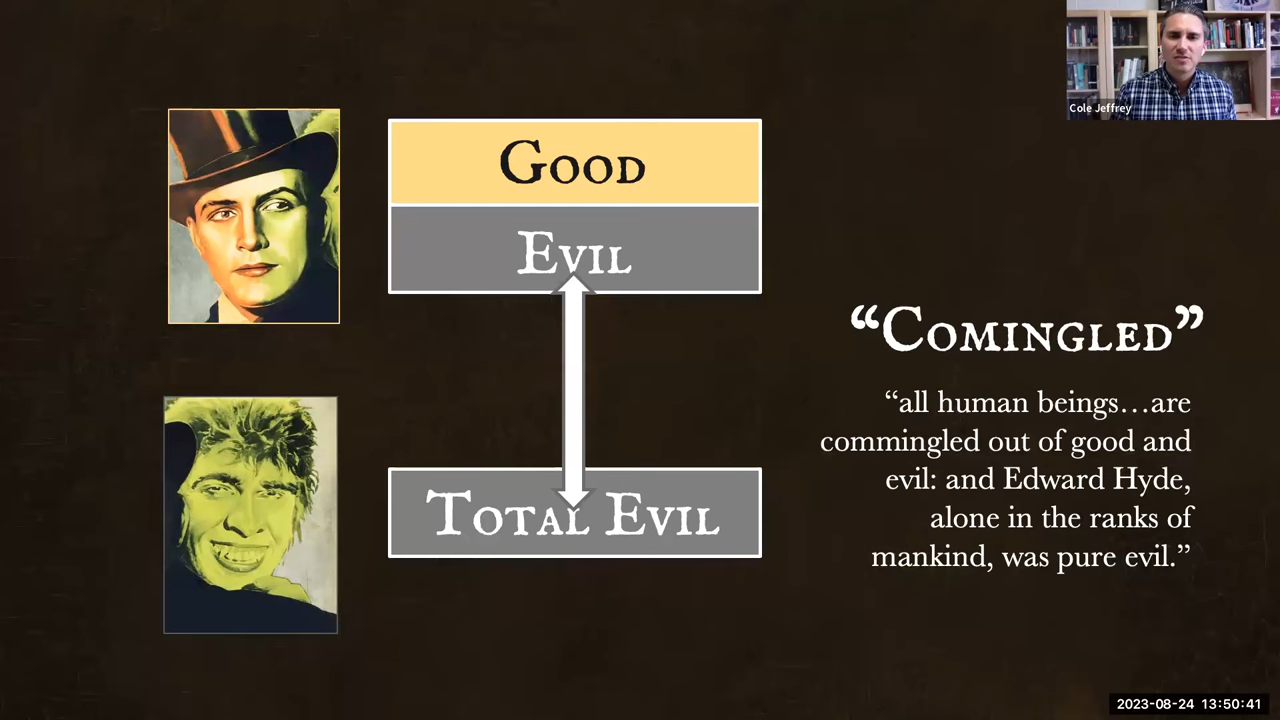 Cole Jeffrey
Good
Evil
Total Evil
“Comingled”
“all human beings…are
commingled out of good and
evil: and Edward Hyde,
alone in the ranks of
mankind, was pure evil.”
2023-08-24 13:50:41